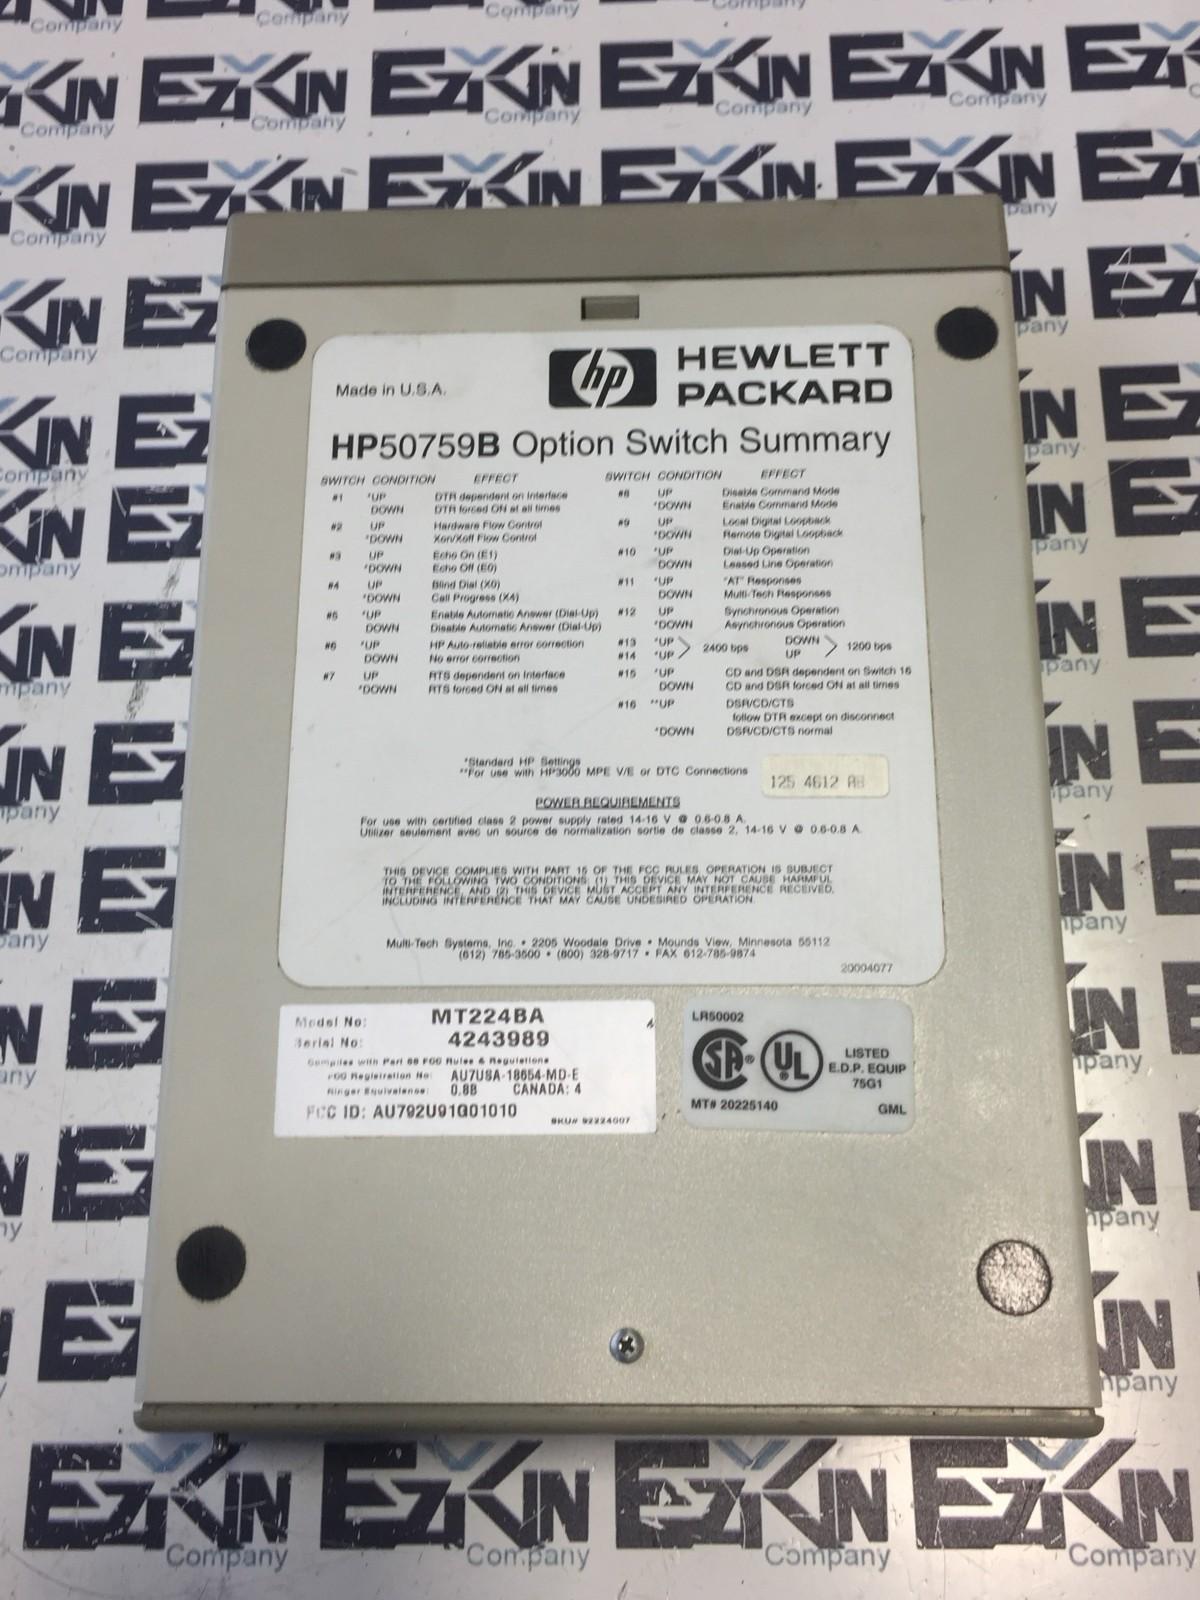 Made in U.S.A.
hp HEWLETT
PACKARD
HP50759B Option Switch Summary
SWITCH CONDITION EFFECT
#1 *UP DTR dependent on Interface
DOWN DTR forced ON at all times
#2 UP Hardware Flow Control
*DOWN Xon/Xoff Flow Control
#3 UP Echo On (E1)
*DOWN Echo Off (E0)
#4 UP Blind Dial (X0)
*DOWN Call Progress (X4)
#5 *UP Enable Automatic Answer (Dial-Up)
DOWN Disable Automatic Answer (Dial-Up)
#6 *UP HP Auto-reliable error correction
DOWN No error correction
#7 UP RTS dependent on Interface
*DOWN RTS forced ON at all times
SWITCH CONDITION EFFECT
#8 UP Disable Command Mode
*DOWN Enable Command Mode
#9 UP Local Digital Loopback
*DOWN Remote Digital Loopback
#10 *UP Dial-Up Operation
DOWN Leased Line Operation
#11 *UP "AT" Responses
DOWN Multi-Tech Responses
#12 UP Synchronous Operation
*DOWN Asynchronous Operation
#13 *UP > 2400 bps DOWN > 1200 bps
#14 *UP UP
#15 *UP CD and DSR dependent on Switch 16
DOWN CD and DSR forced ON at all times
#16 **UP DSR/CD/CTS
follow DTR except on disconnect
*DOWN DSR/CD/CTS normal
*Standard HP Settings
**For use with HP3000 MPE V/E or DTC Connections
125 4612 AB
POWER REQUIREMENTS
For use with certified class 2 power supply rated 14-16 V @ 0.6-0.8 A.
Utilizer seulement avec un source de normalization sortie de classe 2, 14-16 V @ 0.6-0.8 A.
THIS DEVICE COMPLIES WITH PART 15 OF THE FCC RULES. OPERATION IS SUBJECT
TO THE FOLLOWING TWO CONDITIONS: (1) THIS DEVICE MAY NOT CAUSE HARMFUL
INTERFERENCE, AND (2) THIS DEVICE MUST ACCEPT ANY INTERFERENCE RECEIVED,
INCLUDING INTERFERENCE THAT MAY CAUSE UNDESIRED OPERATION.
Multi-Tech Systems, Inc. • 2205 Woodale Drive • Mounds View, Minnesota 55112
(612) 785-3500 • (800) 328-9717 • FAX 612-785-9874
20004077
Model No: MT224BA
Serial No: 4243989
Complies with Part 68 FCC Rules & Regulations
FCC Registration No: AU7USA-18654-MD-E
Ringer Equivalence: 0.8B CANADA: 4
FCC ID: AU792U91G01010
SKU# 92224007
LR50002
SA ® UL ®
LISTED
E.D.P. EQUIP
75G1
MT# 20225140
GML
EZKIN Company